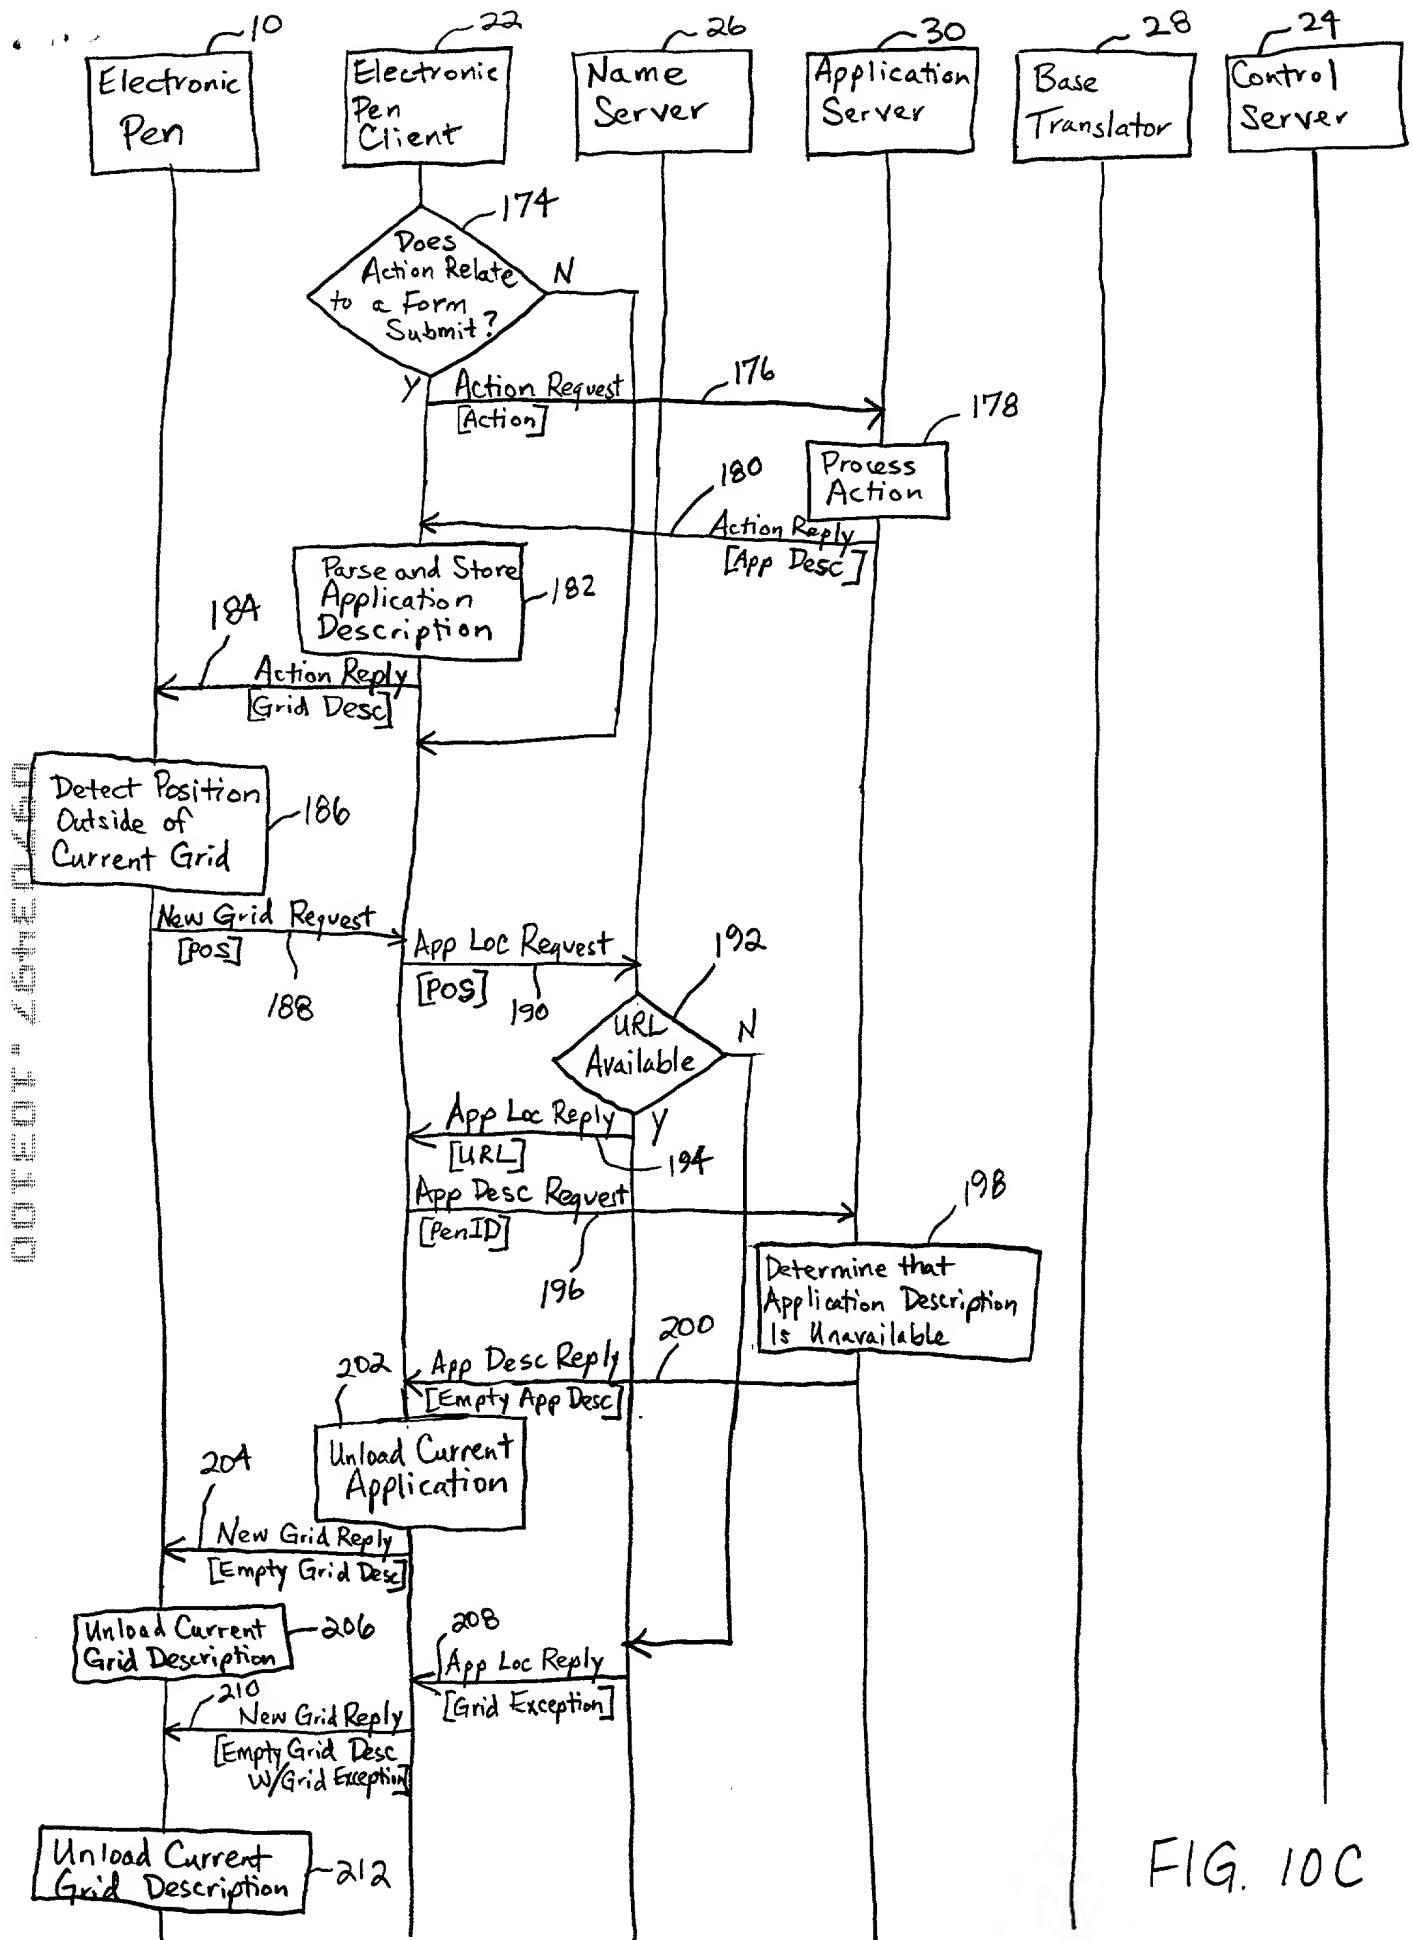 10
22
26
30
28
24
Electronic
Pen
Electronic
Pen
Client
Name
Server
Application
Server
Base
Translator
Control
Server
174
Does
Action Relate
to a Form
Submit?
N
Y
Action Request
[Action]
176
178
Process
Action
180
Action Reply
[App Desc]
Parse and Store
Application
Description
182
184
Action Reply
[Grid Desc]
Detect Position
Outside of
Current Grid
186
New Grid Request
[POS]
188
App Loc Request
[POS]
190
192
URL
Available
N
Y
App Loc Reply
[URL]
194
App Desc Request
[PenID]
196
198
Determine that
Application Description
Is Unavailable
200
App Desc Reply
[Empty App Desc]
202
Unload Current
Application
204
New Grid Reply
[Empty Grid Desc]
Unload Current
Grid Description
206
208
App Loc Reply
[Grid Exception]
210
New Grid Reply
[Empty Grid Desc
W/Grid Exception]
Unload Current
Grid Description
212
FIG. 10C